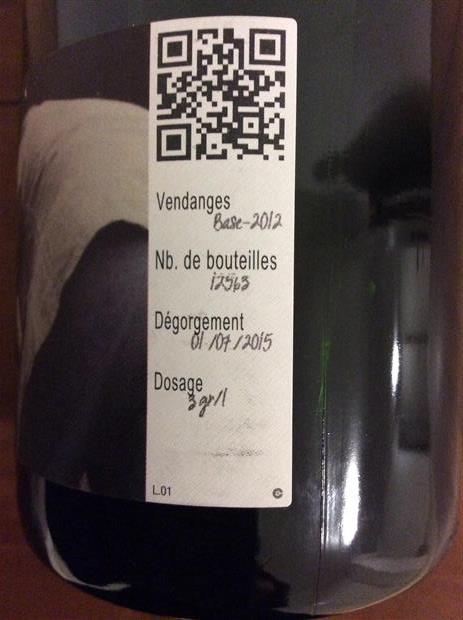 Vendanges
Base-2012
Nb. de bouteilles
12563
Dégorgement
01/07/2015
Dosage
3 gr/l
L.01